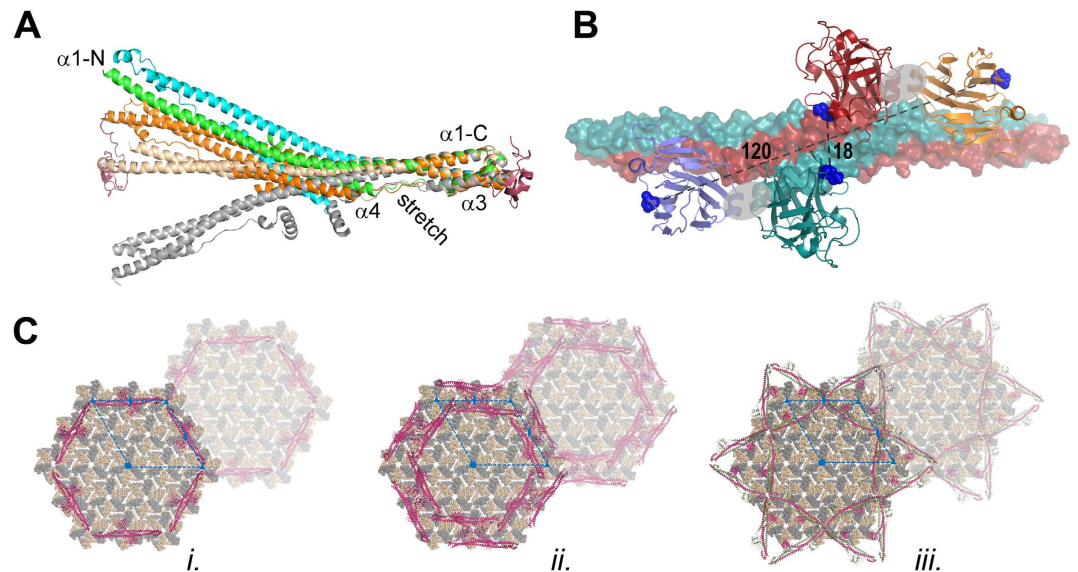 A
B
α1-N
α1-C
α4
stretch
α3
120
18
C
i.
ii.
iii.